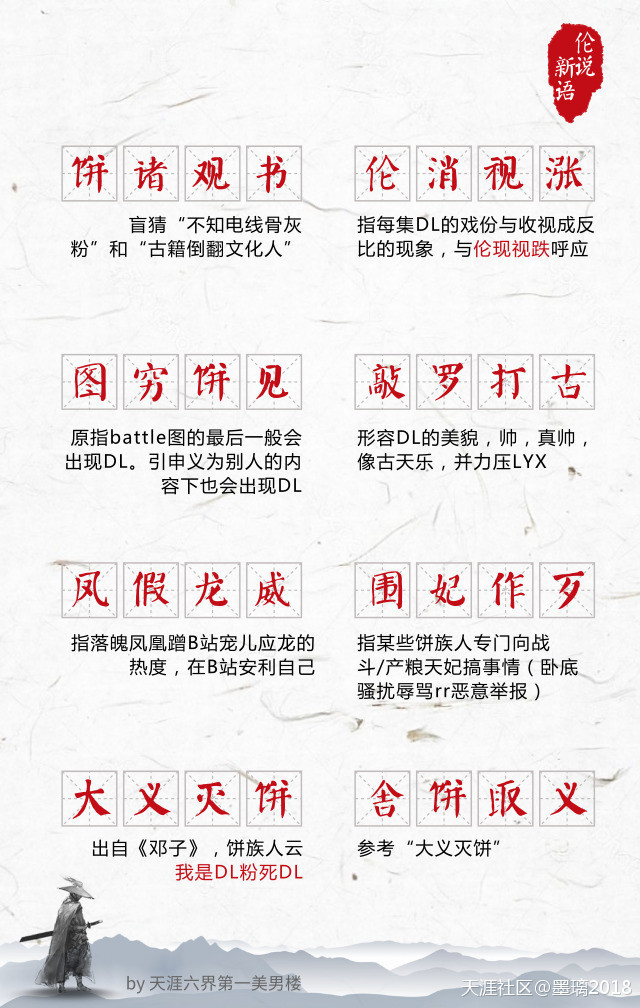 伦说
新语
饼诸观书
盲猜“不知电线骨灰
粉”和“古籍倒翻文化人”
伦消视涨
指每集DL的戏份与收视成反
比的现象，与伦现视跌呼应
图穷饼见
原指battle图的最后一般会
出现DL。引申义为别人的内
容下也会出现DL
敲罗打古
形容DL的美貌，帅，真帅，
像古天乐，并力压LYX
凤假龙威
指落魄凤凰蹭B站宠儿应龙的
热度，在B站安利自己
围妃作歹
指某些饼族人专门向战
斗/产粮天妃搞事情（卧底
骚扰辱骂rr恶意举报）
大义灭饼
出自《邓子》，饼族人云
我是DL粉死DL
舍饼取义
参考“大义灭饼”
by 天涯六界第一美男楼
天涯社区@墨璃2018